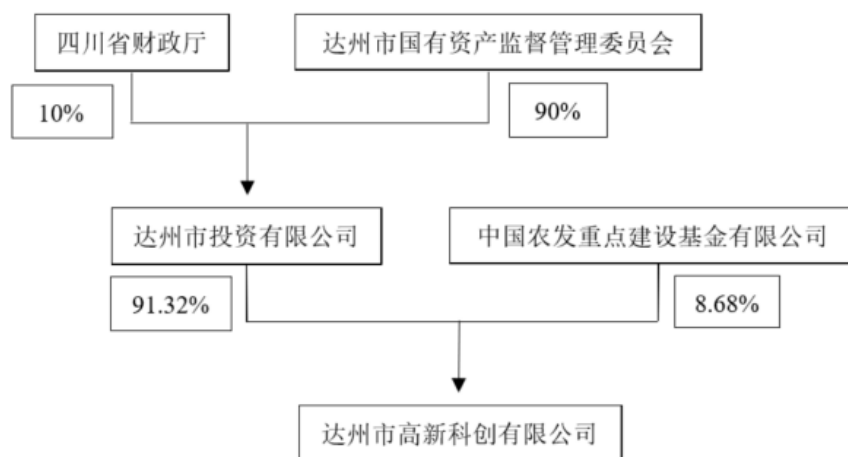 四川省财政厅
达州市国有资产监督管理委员会
10%
90%
达州市投资有限公司
中国农发重点建设基金有限公司
91.32%
8.68%
达州市高新科创有限公司